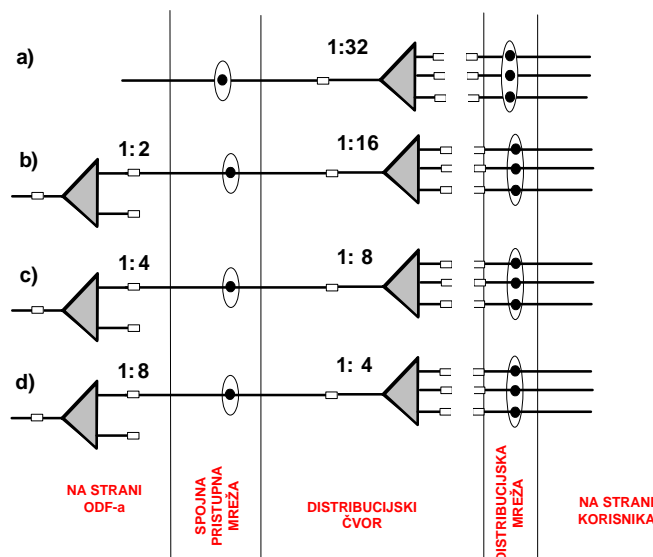 a)
1:32
b)
1:2
1:16
c)
1:4
1: 8
d)
1:8
1: 4
NA STRANI
ODF-a
SPOJNA
PRISTUPNA
MREŽA
DISTRIBUCIJSKI
ČVOR
DISTRIBUCIJSKA
MREŽA
NA STRANI
KORISNIKA